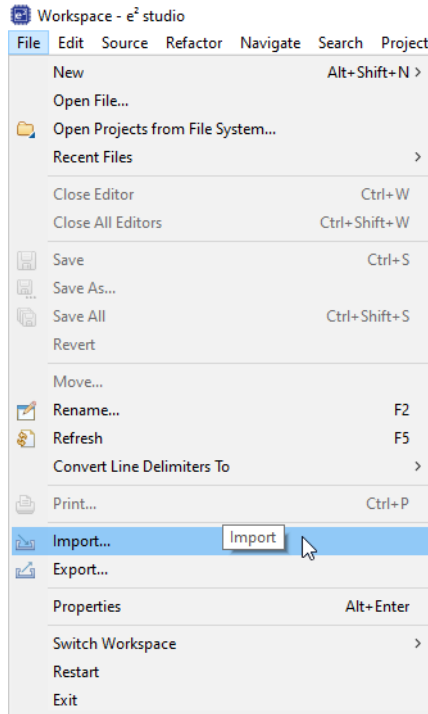 Workspace - e² studio
File Edit Source Refactor Navigate Search Project
New Alt+Shift+N >
Open File...
Open Projects from File System...
Recent Files >
Close Editor Ctrl+W
Close All Editors Ctrl+Shift+W
Save Ctrl+S
Save As...
Save All Ctrl+Shift+S
Revert
Move...
Rename... F2
Refresh F5
Convert Line Delimiters To >
Print... Ctrl+P
Import... Import
Export...
Properties Alt+Enter
Switch Workspace >
Restart
Exit